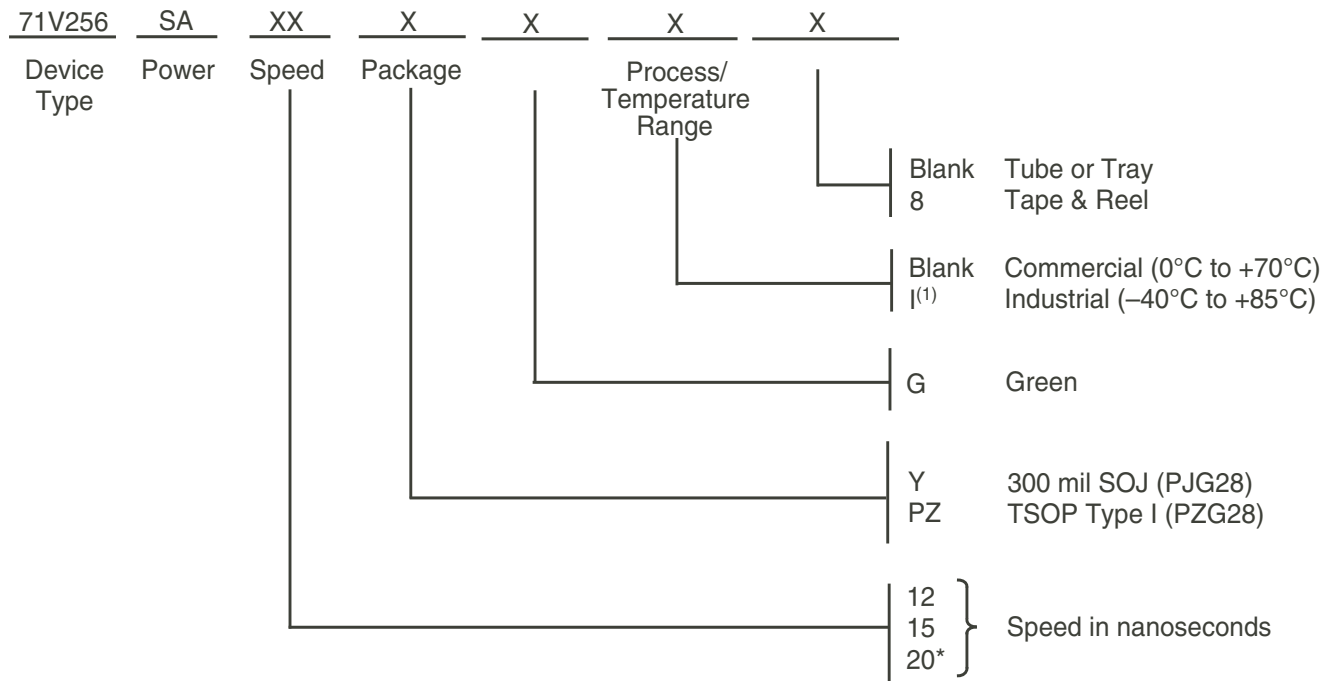 71V256 SA XX X X X X
Device Type Power Speed Package Process/ Temperature Range
Blank Tube or Tray
8 Tape & Reel
Blank Commercial (0°C to +70°C)
I(1) Industrial (–40°C to +85°C)
G Green
Y 300 mil SOJ (PJG28)
PZ TSOP Type I (PZG28)
12
15 Speed in nanoseconds
20*